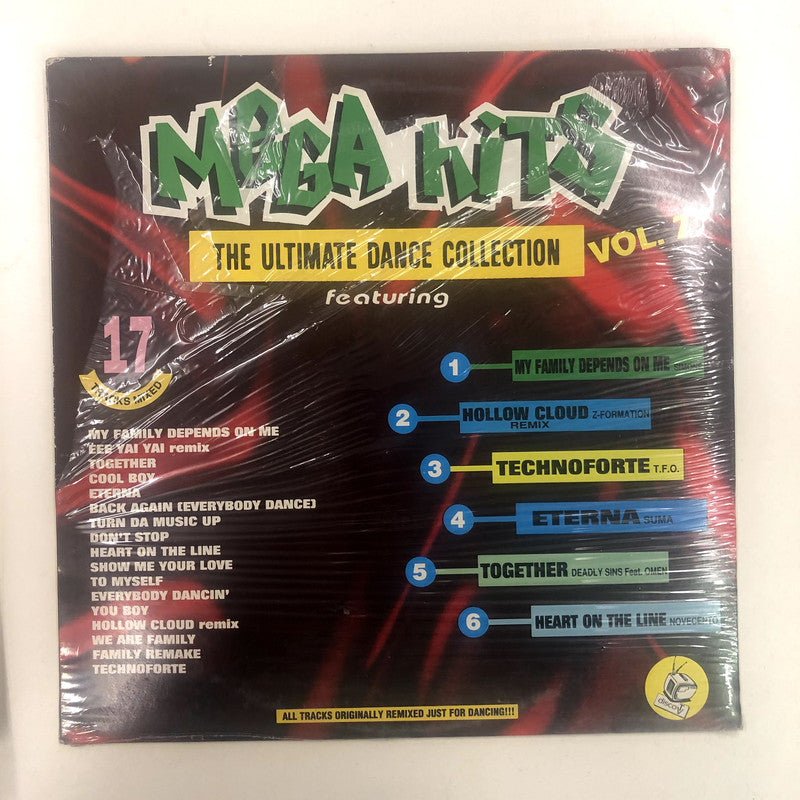 MEGA HITS
THE ULTIMATE DANCE COLLECTION
VOL. 2
featuring
17
TRACKS MIXED
MY FAMILY DEPENDS ON ME
EEE YAI YAI remix
TOGETHER
COOL BOY
ETERNA
BACK AGAIN (EVERYBODY DANCE)
TURN DA MUSIC UP
DON'T STOP
HEART ON THE LINE
SHOW ME YOUR LOVE
TO MYSELF
EVERYBODY DANCIN'
YOU BOY
HOLLOW CLOUD remix
WE ARE FAMILY
FAMILY REMAKE
TECHNOFORTE
1 MY FAMILY DEPENDS ON ME
2 HOLLOW CLOUD Z-FORMATION
REMIX
3 TECHNOFORTE T.F.O.
4 ETERNA SUMA
5 TOGETHER DEADLY SINS Feat. OMEN
6 HEART ON THE LINE NOVECENTO
ALL TRACKS ORIGINALLY REMIXED JUST FOR DANCING!!!